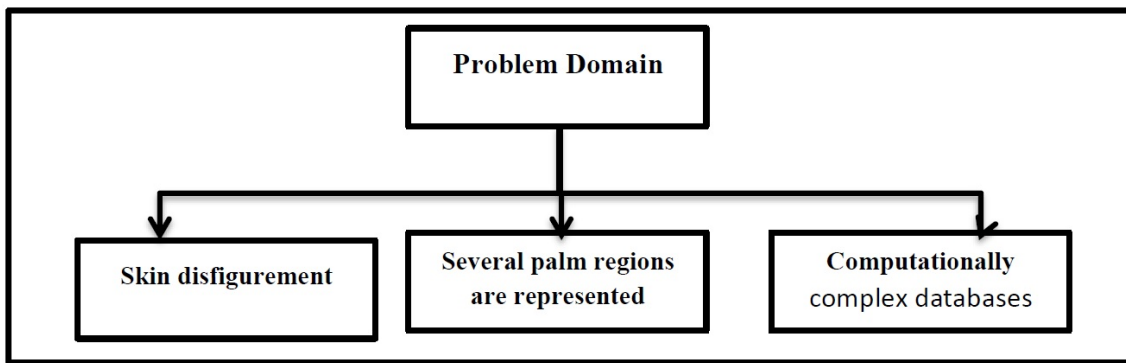 Problem Domain
Skin disfigurement
Several palm regions
are represented
Computationally
complex databases